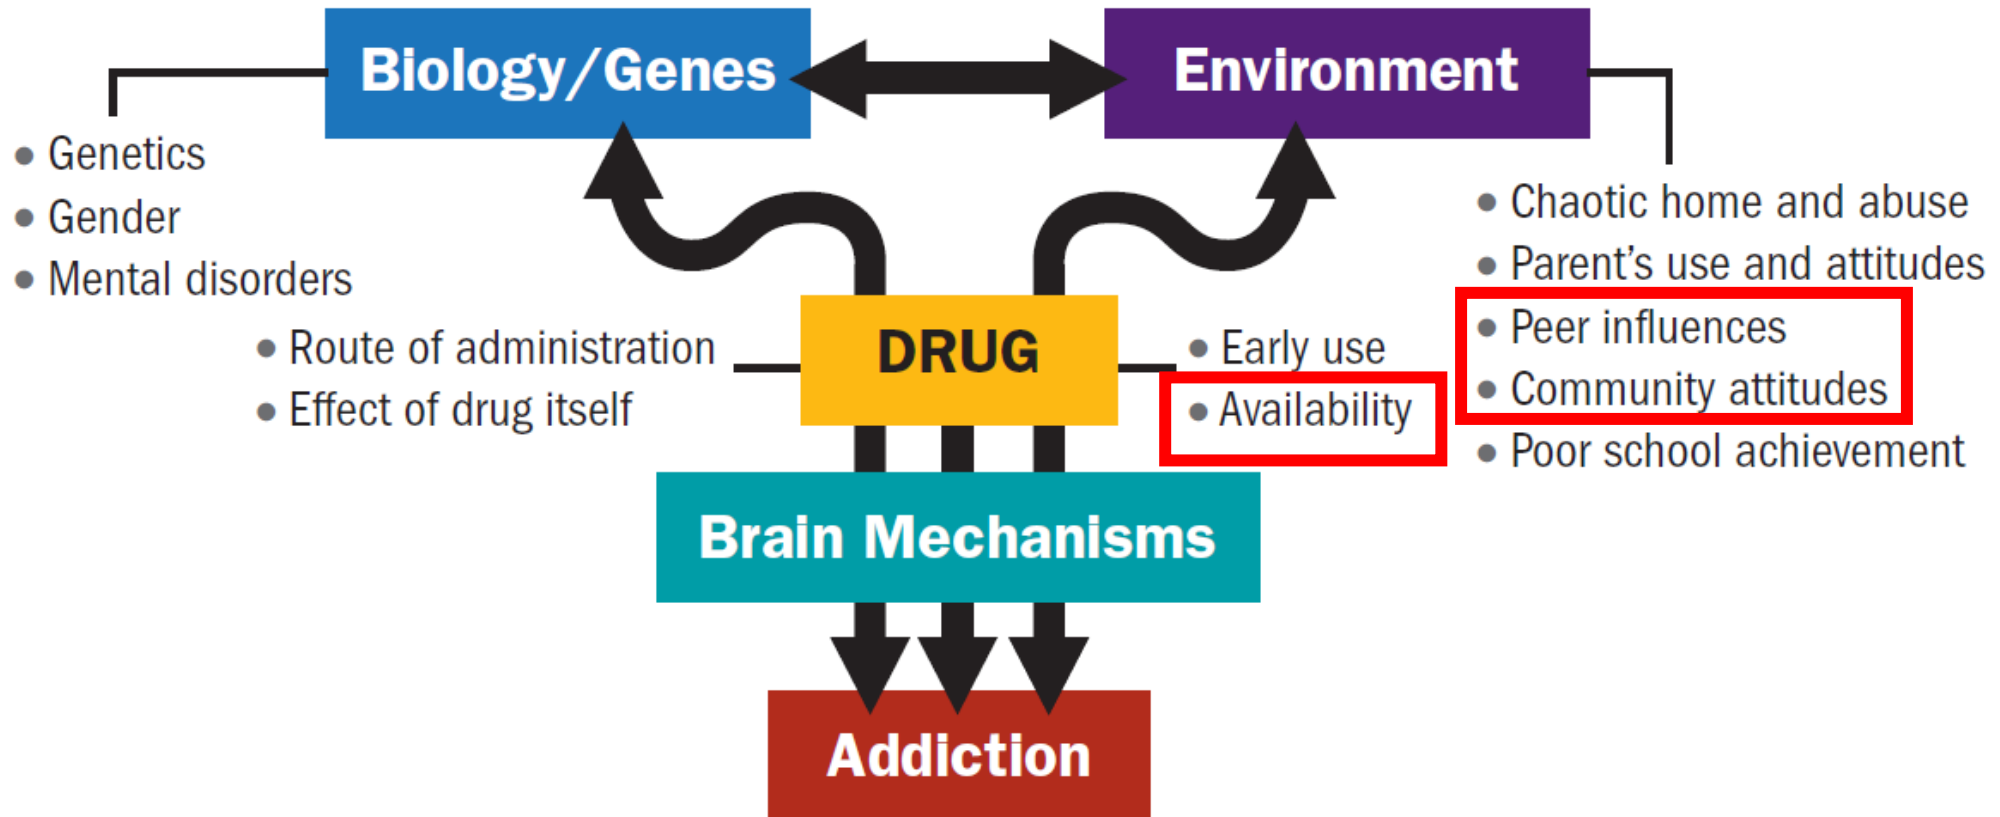 Biology/Genes
Environment
• Genetics
• Gender
• Mental disorders
• Chaotic home and abuse
• Parent’s use and attitudes
• Peer influences
• Community attitudes
• Poor school achievement
DRUG
• Route of administration
• Effect of drug itself
• Early use
• Availability
Brain Mechanisms
Addiction